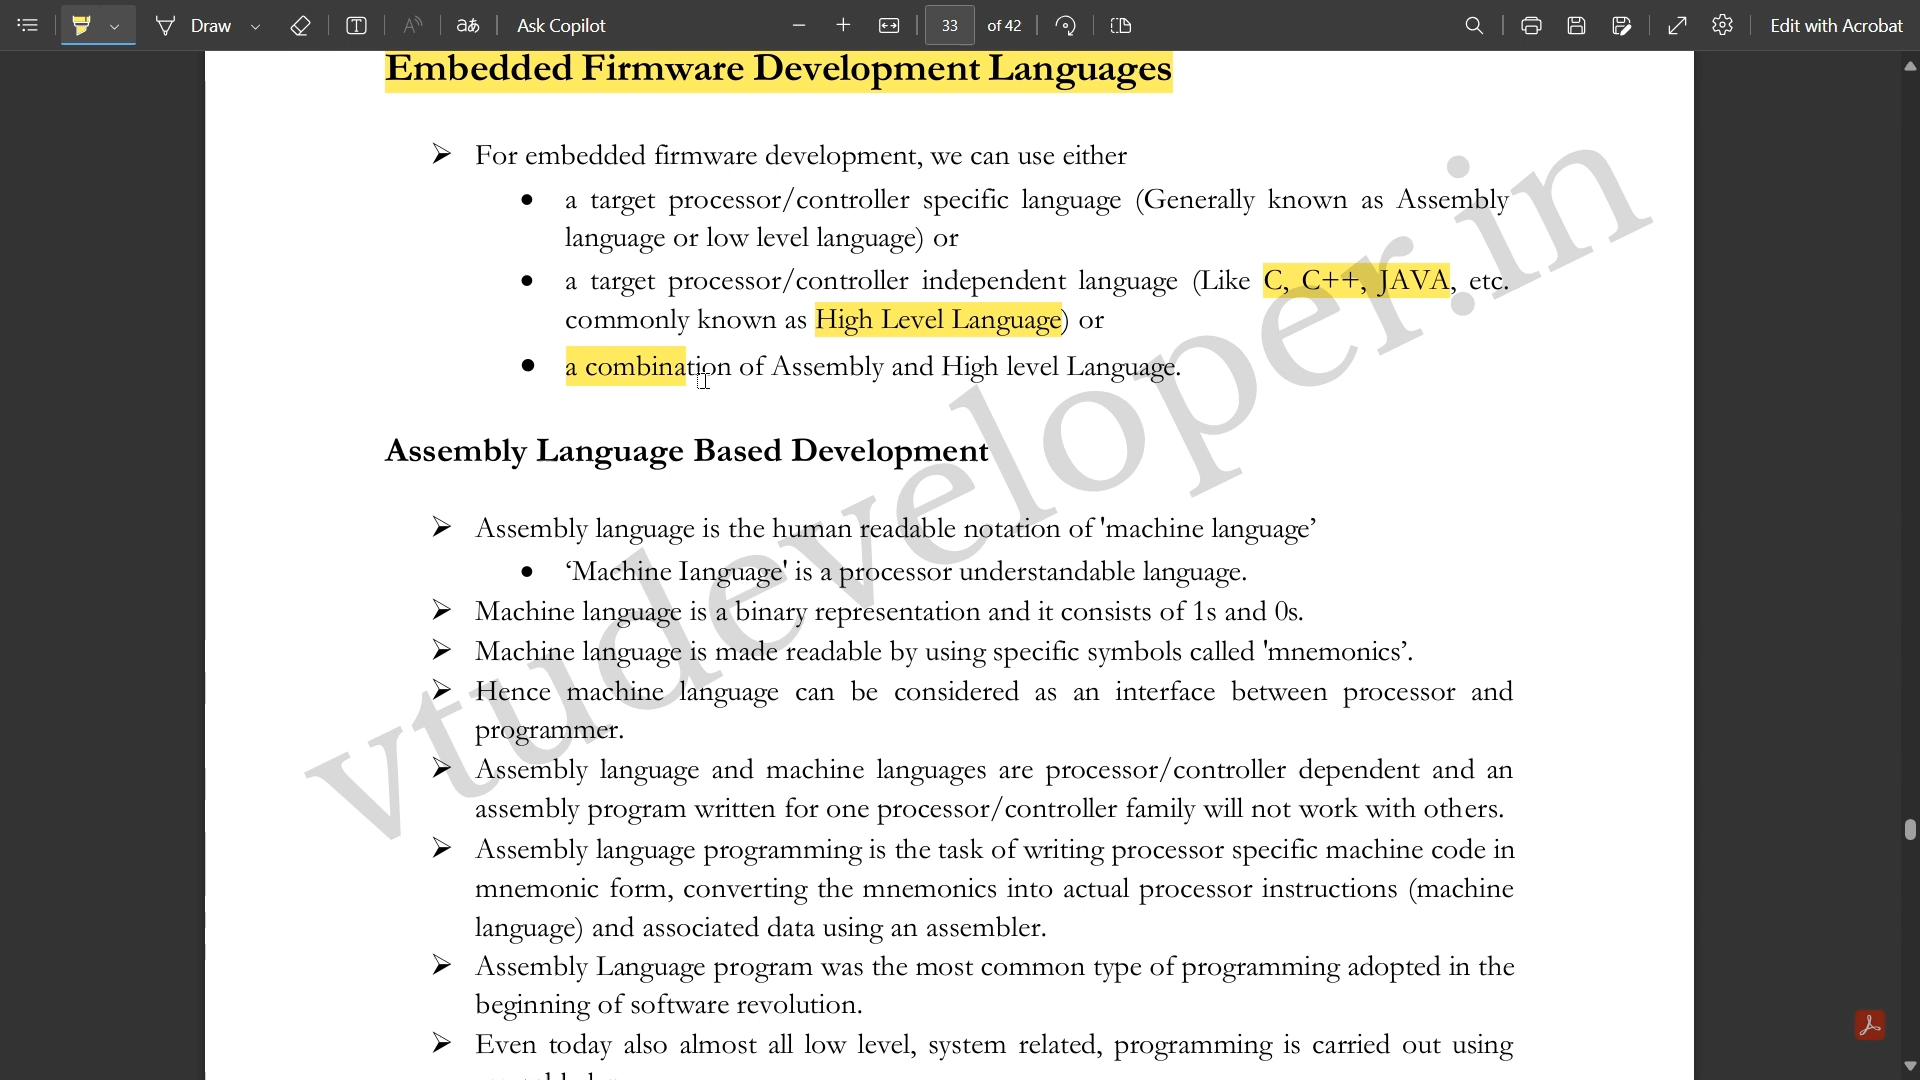 Draw
T
A
aあ
Ask Copilot
33 of 42
Edit with Acrobat
Embedded Firmware Development Languages
➢ For embedded firmware development, we can use either
• a target processor/controller specific language (Generally known as Assembly
language or low level language) or
• a target processor/controller independent language (Like C, C++, JAVA, etc.
commonly known as High Level Language) or
• a combination of Assembly and High level Language.
Assembly Language Based Development
➢ Assembly language is the human readable notation of 'machine language’
• ‘Machine Ianguage' is a processor understandable language.
➢ Machine language is a binary representation and it consists of 1s and 0s.
➢ Machine language is made readable by using specific symbols called 'mnemonics’.
➢ Hence machine language can be considered as an interface between processor and
programmer.
➢ Assembly language and machine languages are processor/controller dependent and an
assembly program written for one processor/controller family will not work with others.
➢ Assembly language programming is the task of writing processor specific machine code in
mnemonic form, converting the mnemonics into actual processor instructions (machine
language) and associated data using an assembler.
➢ Assembly Language program was the most common type of programming adopted in the
beginning of software revolution.
➢ Even today also almost all low level, system related, programming is carried out using
vtudeveloper.in